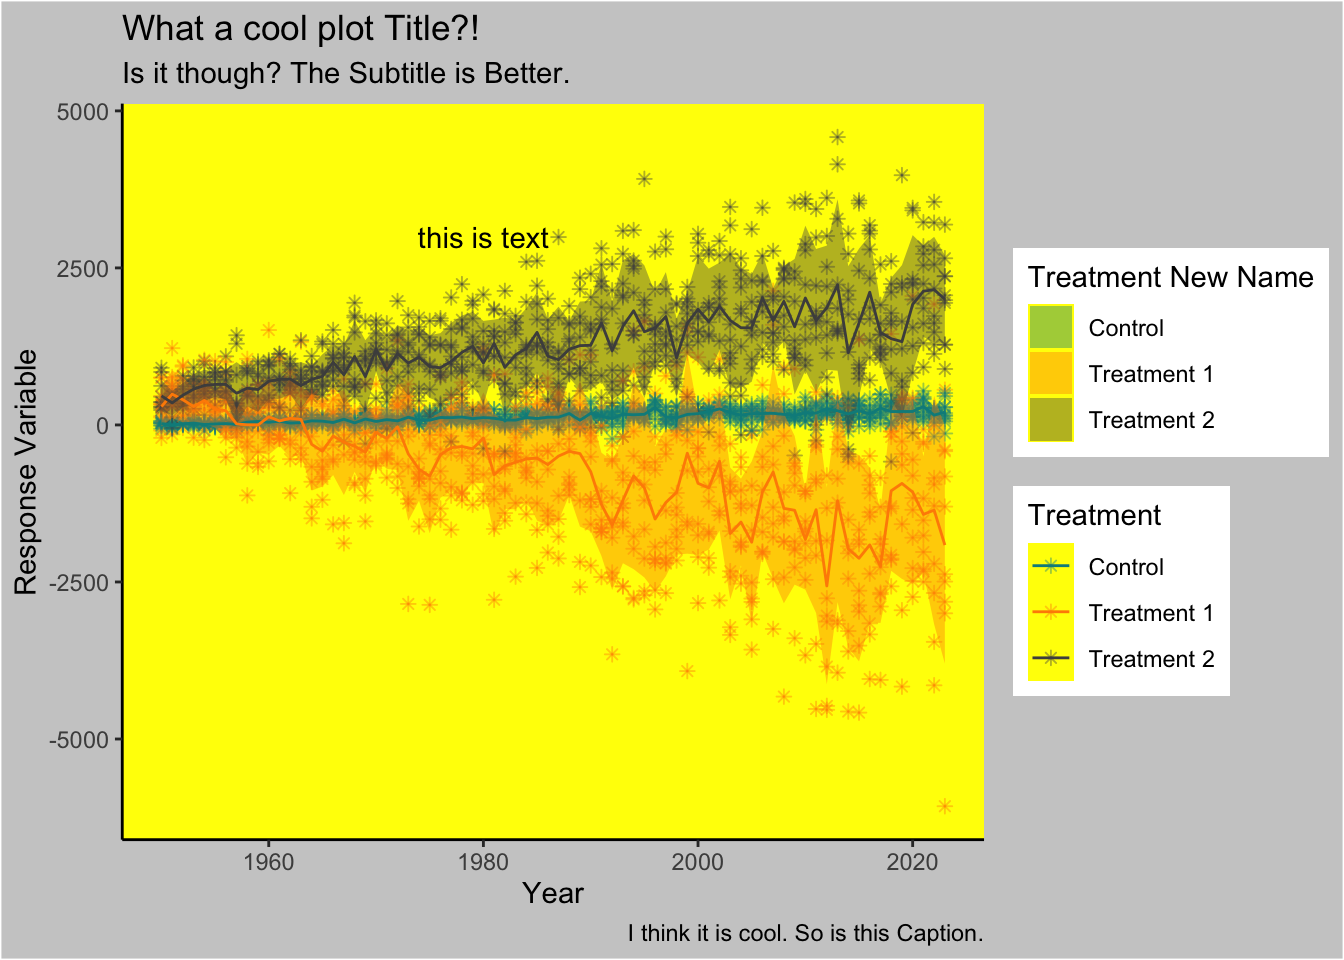 What a cool plot Title?!
Is it though? The Subtitle is Better.
5000
2500
0
-2500
-5000
Response Variable
this is text
1960
1980
2000
2020
Year
I think it is cool. So is this Caption.
Treatment New Name
Control
Treatment 1
Treatment 2
Treatment
Control
Treatment 1
Treatment 2